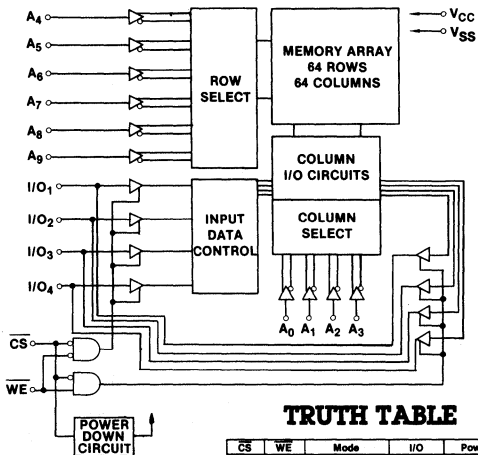 A4
A5
A6
A7
A8
A9
ROW
SELECT
MEMORY ARRAY
64 ROWS
64 COLUMNS
VCC
VSS
COLUMN
I/O CIRCUITS
COLUMN
SELECT
I/O1
I/O2
I/O3
I/O4
INPUT
DATA
CONTROL
A0 A1 A2 A3
CS
WE
POWER
DOWN
CIRCUIT
TRUTH TABLE
CS WE Mode I/O Pow